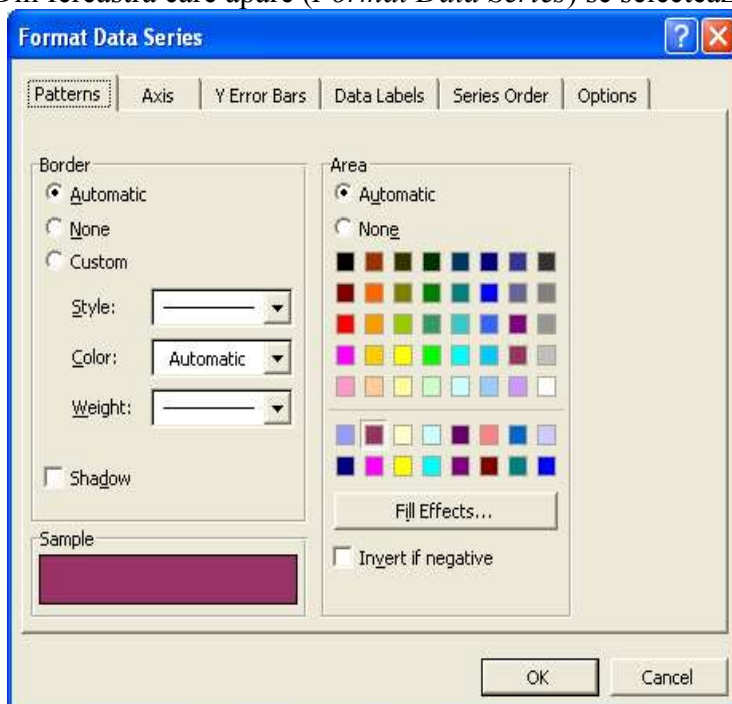 Din fereastra care apare (Format Data Series) se selectează
Format Data Series
Patterns Axis Y Error Bars Data Labels Series Order Options
Border
Automatic
None
Custom
Style:
Color: Automatic
Weight:
Shadow
Sample
Area
Automatic
None
Fill Effects...
Invert if negative
OK Cancel